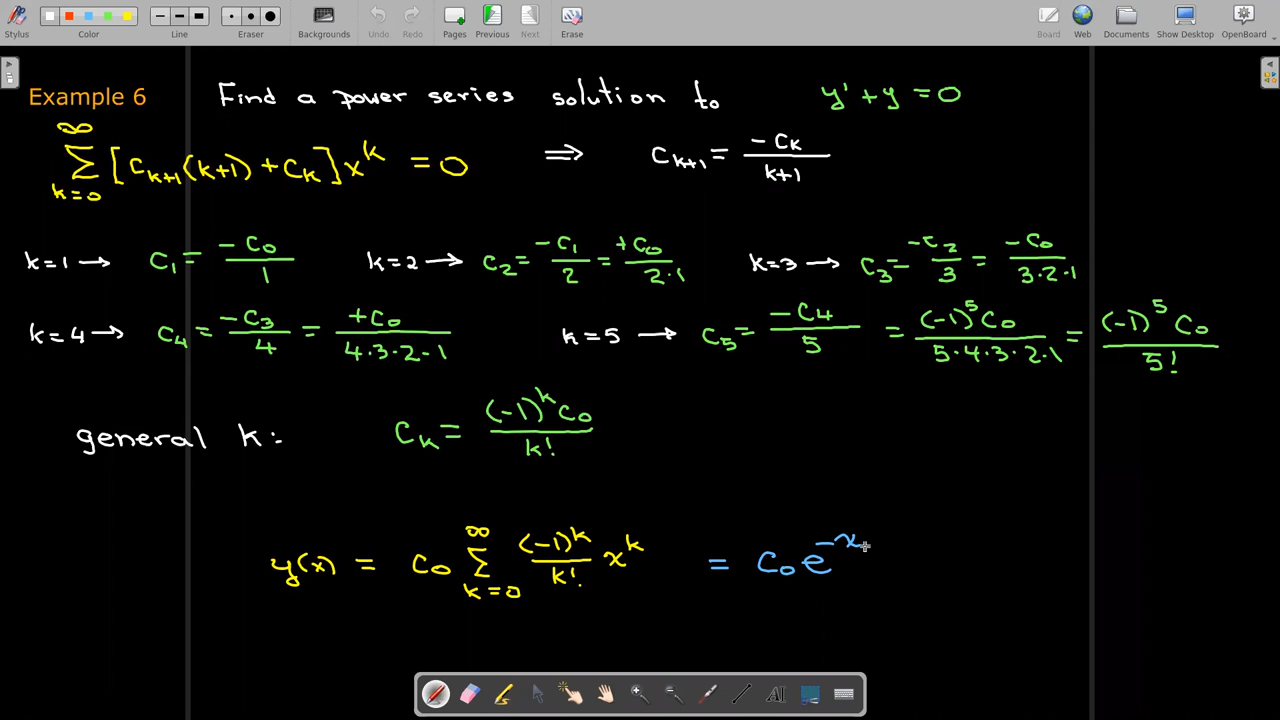 Stylus Color Line Eraser Backgrounds Undo Redo Pages Previous Next Erase Board Web Documents Show Desktop OpenBoard
Example 6 Find a power series solution to y' + y = 0
∞
∑ [C_{k+1}(k+1) + C_k] x^k = 0 ⇒ C_{k+1} = -C_k / k+1
k=0
k=1 → C_1 = -C_0 / 1 k=2 → C_2 = -C_1 / 2 = +C_0 / 2·1 k=3 → C_3 = -C_2 / 3 = -C_0 / 3·2·1
k=4 → C_4 = -C_3 / 4 = +C_0 / 4·3·2·1 k=5 → C_5 = -C_4 / 5 = (-1)^5 C_0 / 5·4·3·2·1 = (-1)^5 C_0 / 5!
general k: C_k = (-1)^k C_0 / k!
∞
y(x) = C_0 ∑ (-1)^k / k! x^k = C_0 e^{-x}
k=0
AI